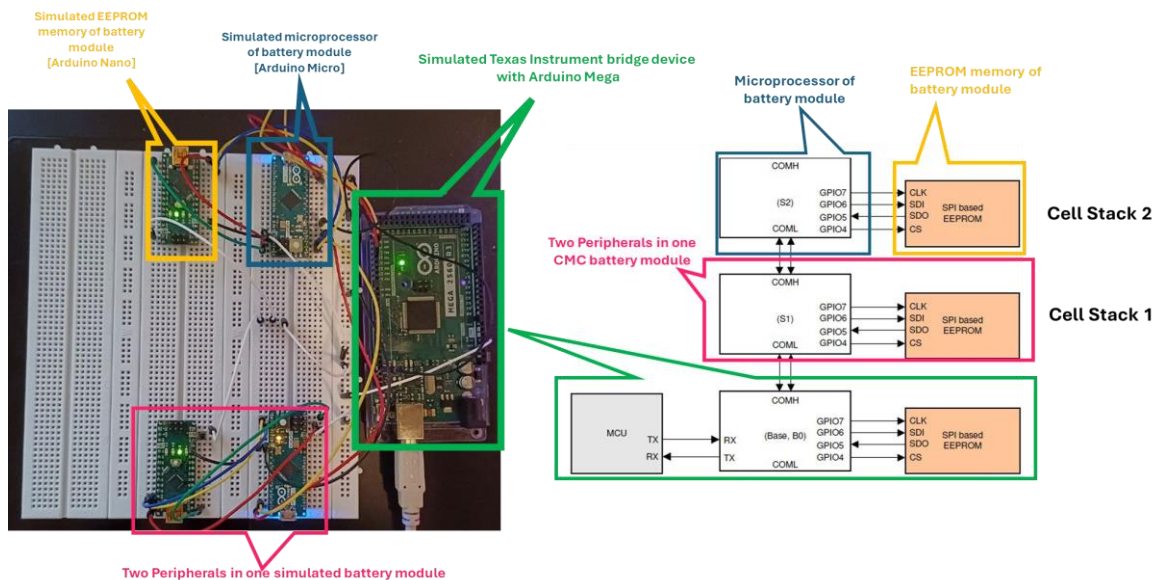 Simulated EEPROM
memory of battery
module
[Arduino Nano]
Simulated microprocessor
of battery module
[Arduino Micro]
Simulated Texas Instrument bridge device
with Arduino Mega
Microprocessor of
battery module
EEPROM memory of
battery module
ARDUINO
MEGA 2560 R3
COMH
(S2)
COML
GPIO7
GPIO6
GPIO5
GPIO4
CLK
SDI
SDO
CS
SPI based
EEPROM
Cell Stack 2
Two Peripherals in one
CMC battery module
COMH
(S1)
COML
GPIO7
GPIO6
GPIO5
GPIO4
CLK
SDI
SDO
CS
SPI based
EEPROM
Cell Stack 1
MCU
TX
RX
RX
TX
COMH
(Base, B0)
COML
GPIO7
GPIO6
GPIO5
GPIO4
CLK
SDI
SDO
CS
SPI based
EEPROM
Two Peripherals in one simulated battery module